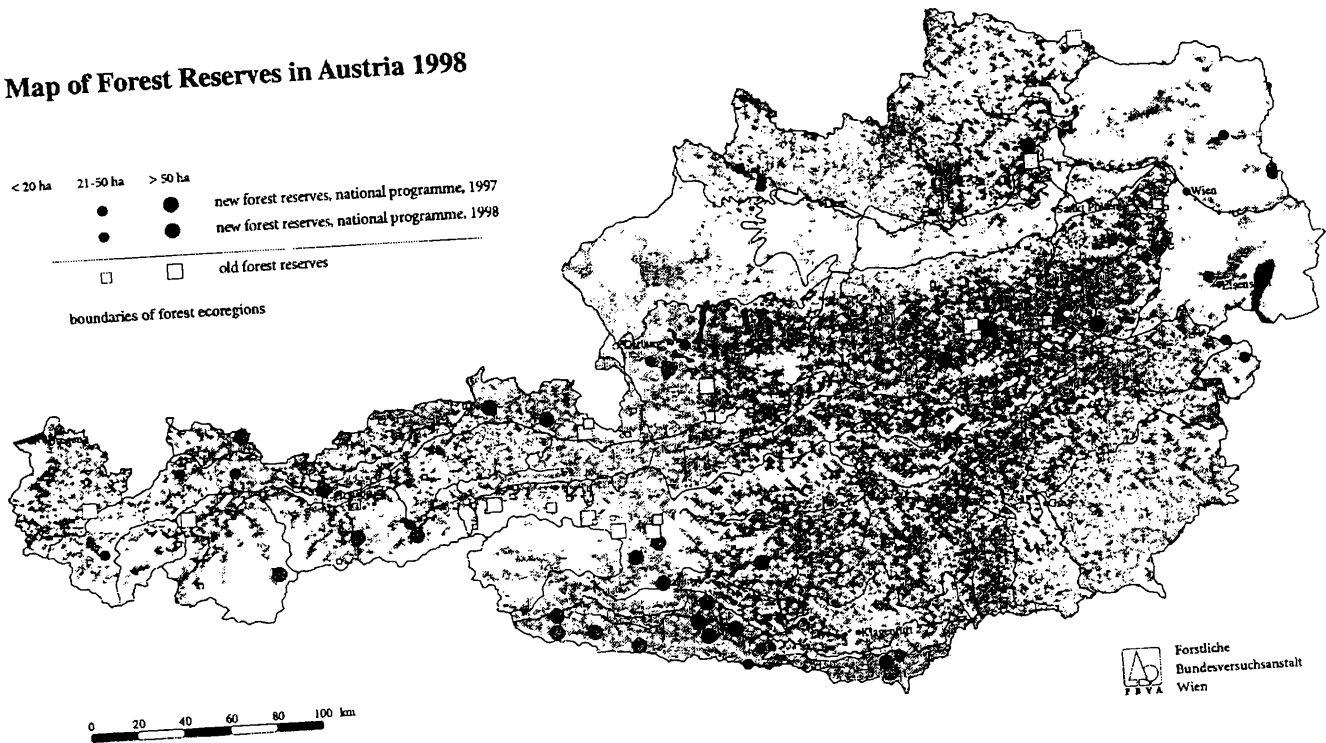 Map of Forest Reserves in Austria 1998
< 20 ha 21-50 ha > 50 ha
new forest reserves, national programme, 1997
new forest reserves, national programme, 1998
old forest reserves
boundaries of forest ecoregions
Wien
Klagenfurt
0 20 40 60 80 100 km
Forstliche
Bundesversuchsanstalt
Wien
F B V A